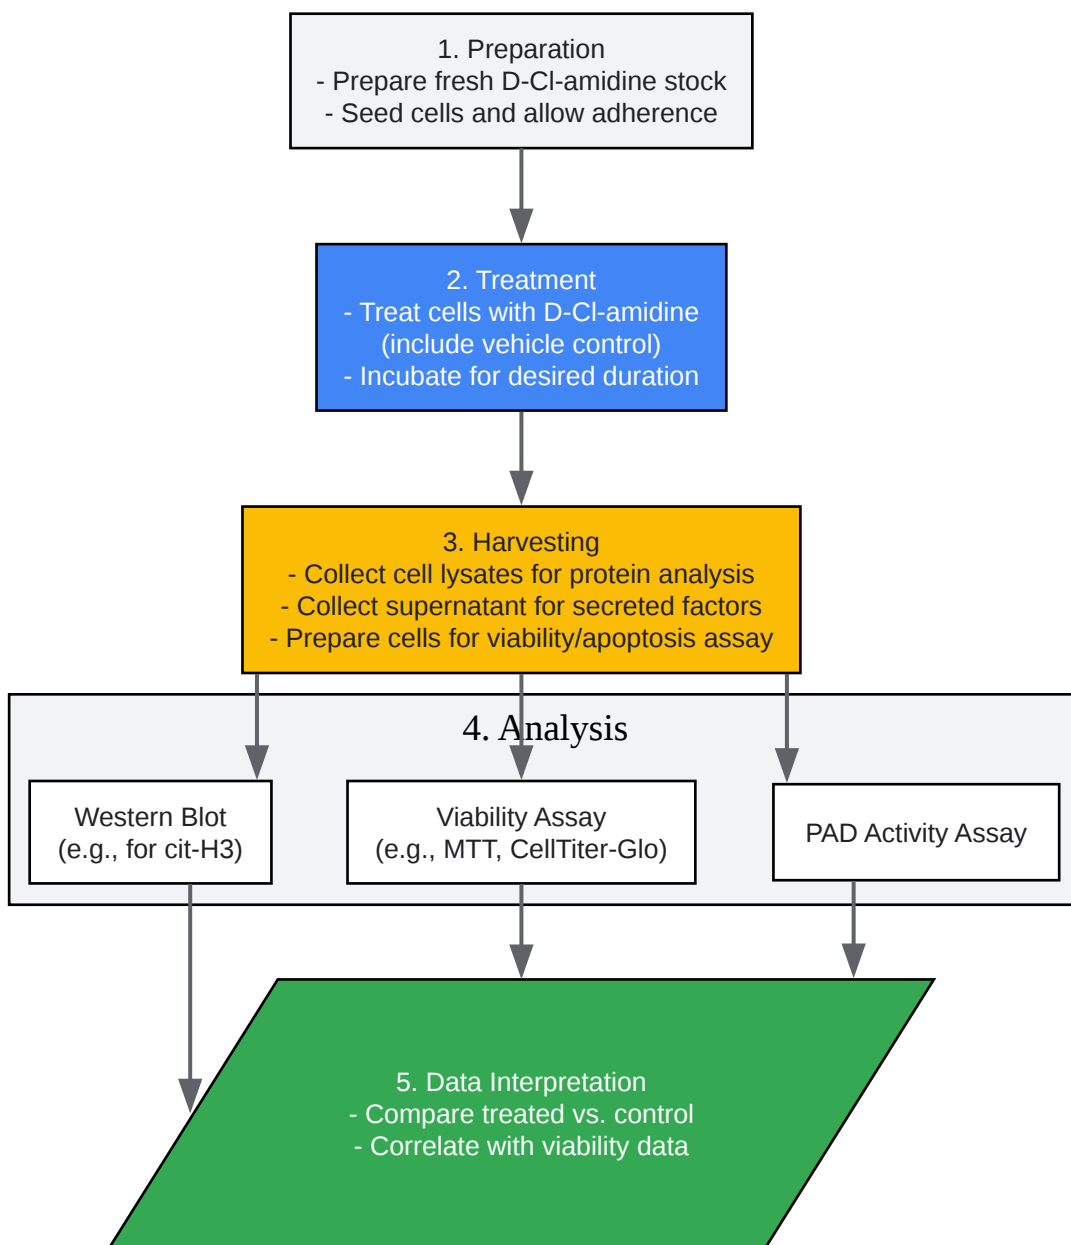 1. Preparation
- Prepare fresh D-Cl-amidine stock
- Seed cells and allow adherence
2. Treatment
- Treat cells with D-Cl-amidine
(include vehicle control)
- Incubate for desired duration
3. Harvesting
- Collect cell lysates for protein analysis
- Collect supernatant for secreted factors
- Prepare cells for viability/apoptosis assay
4. Analysis
Western Blot
(e.g., for cit-H3)
Viability Assay
(e.g., MTT, CellTiter-Glo)
PAD Activity Assay
5. Data Interpretation
- Compare treated vs. control
- Correlate with viability data